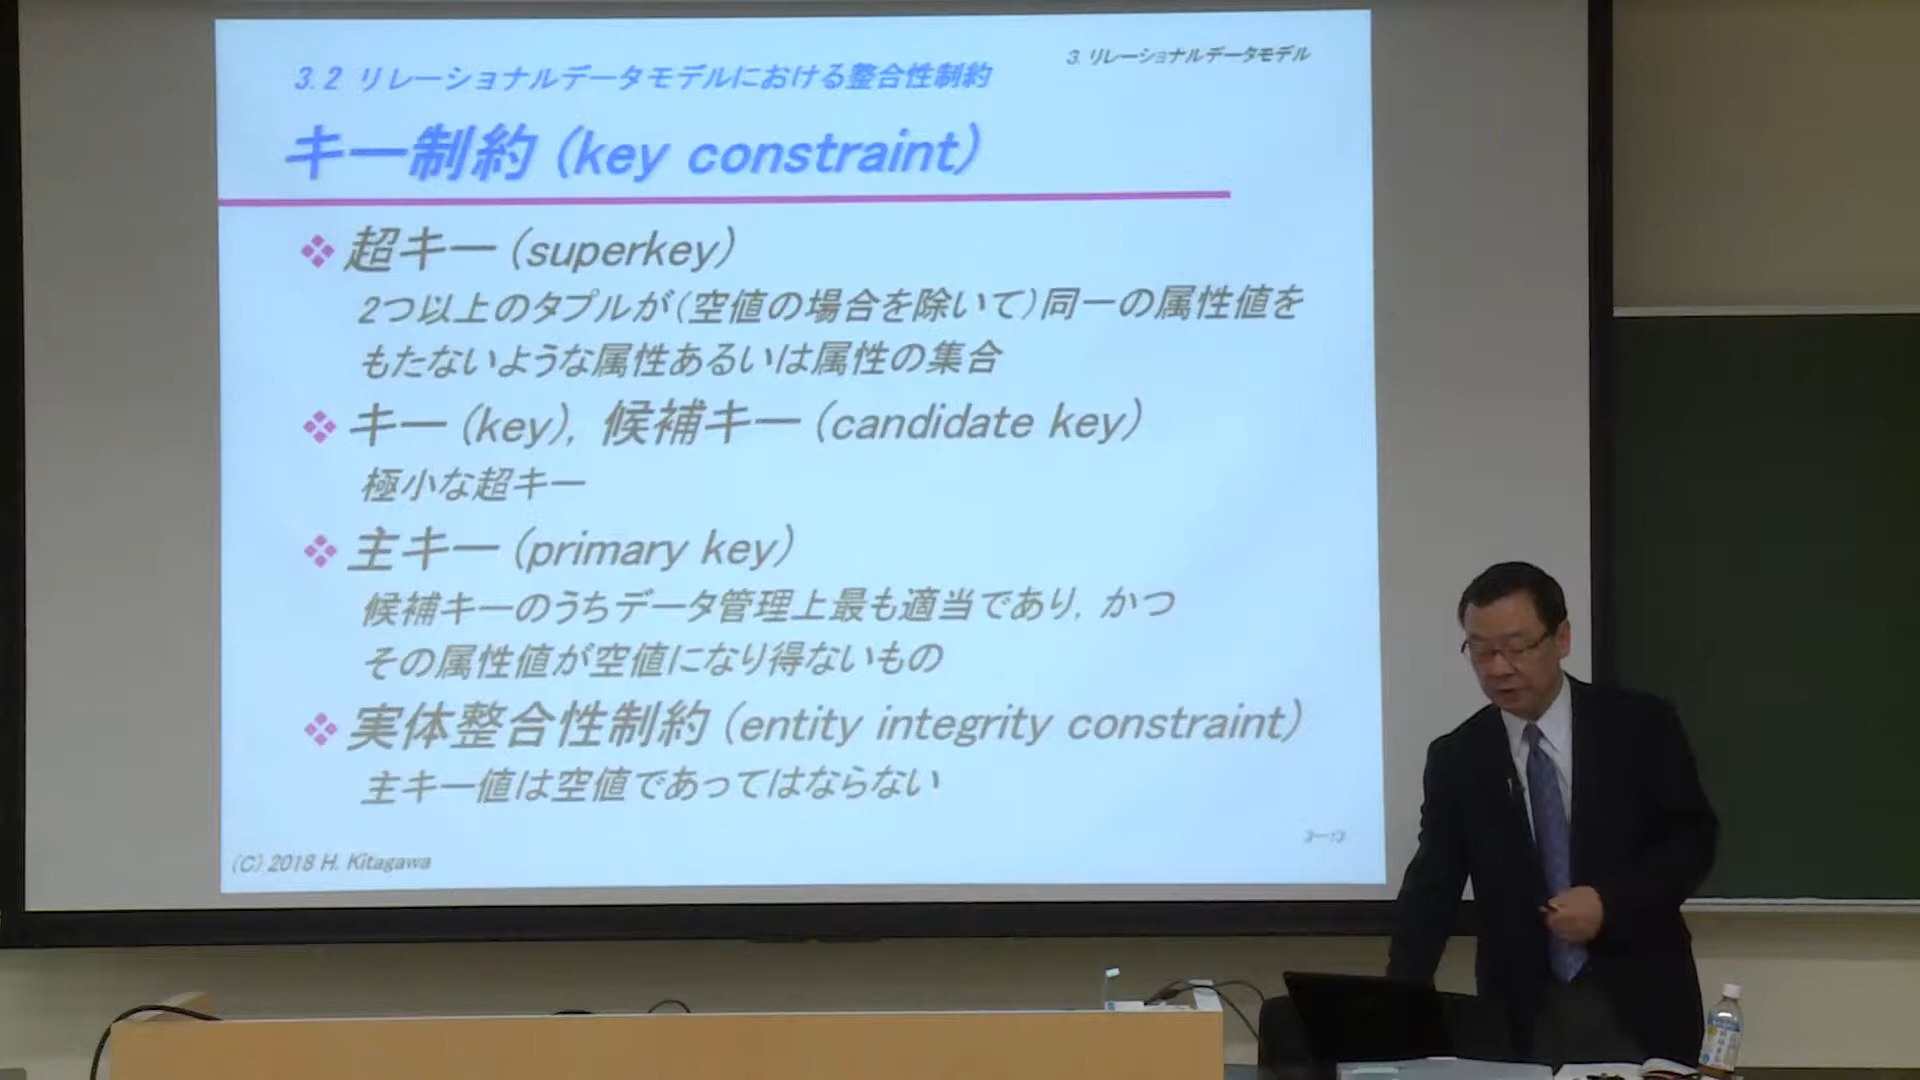 3. リレーショナルデータモデル
3.2 リレーショナルデータモデルにおける整合性制約
キー制約 (key constraint)
❖ 超キー (superkey)
2つ以上のタプルが(空値の場合を除いて)同一の属性値を
もたないような属性あるいは属性の集合
❖ キー (key), 候補キー (candidate key)
極小な超キー
❖ 主キー (primary key)
候補キーのうちデータ管理上最も適当であり, かつ
その属性値が空値になり得ないもの
❖ 実体整合性制約 (entity integrity constraint)
主キー値は空値であってはならない
3-13
(C) 2018 H. Kitagawa